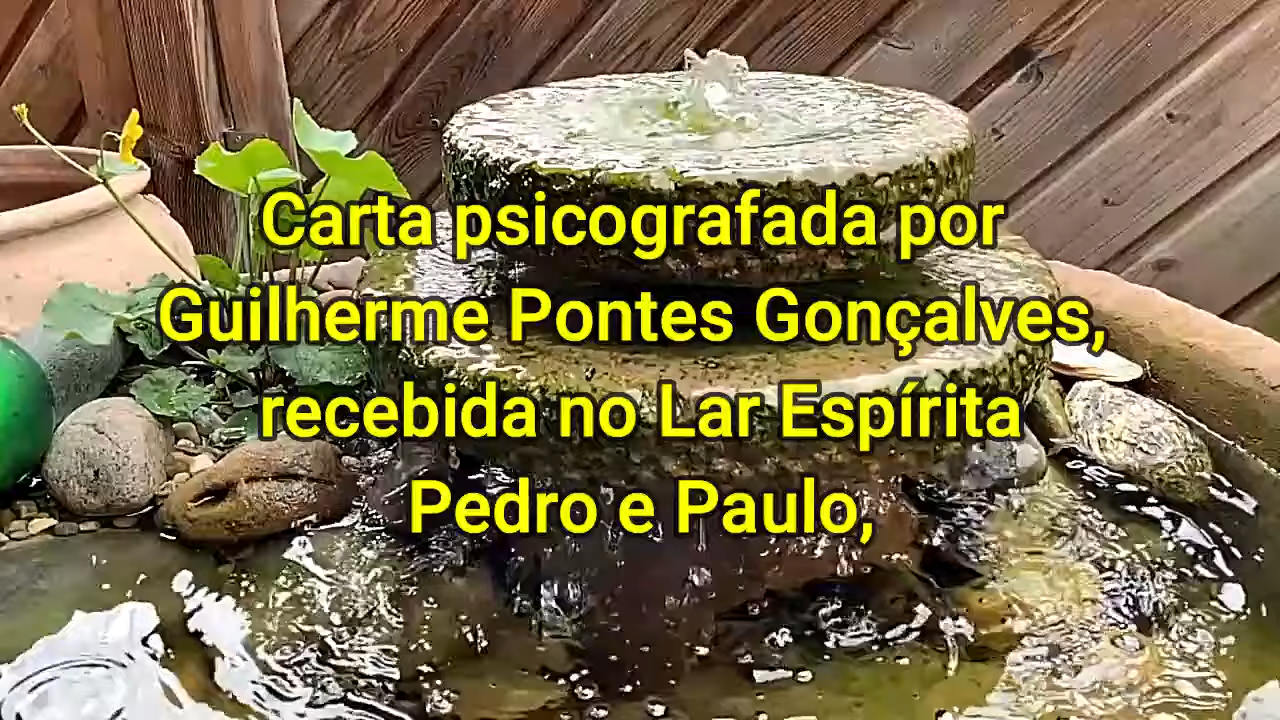 Carta psicografada por
Guilherme Pontes Gonçalves,
recebida no Lar Espírita
Pedro e Paulo,